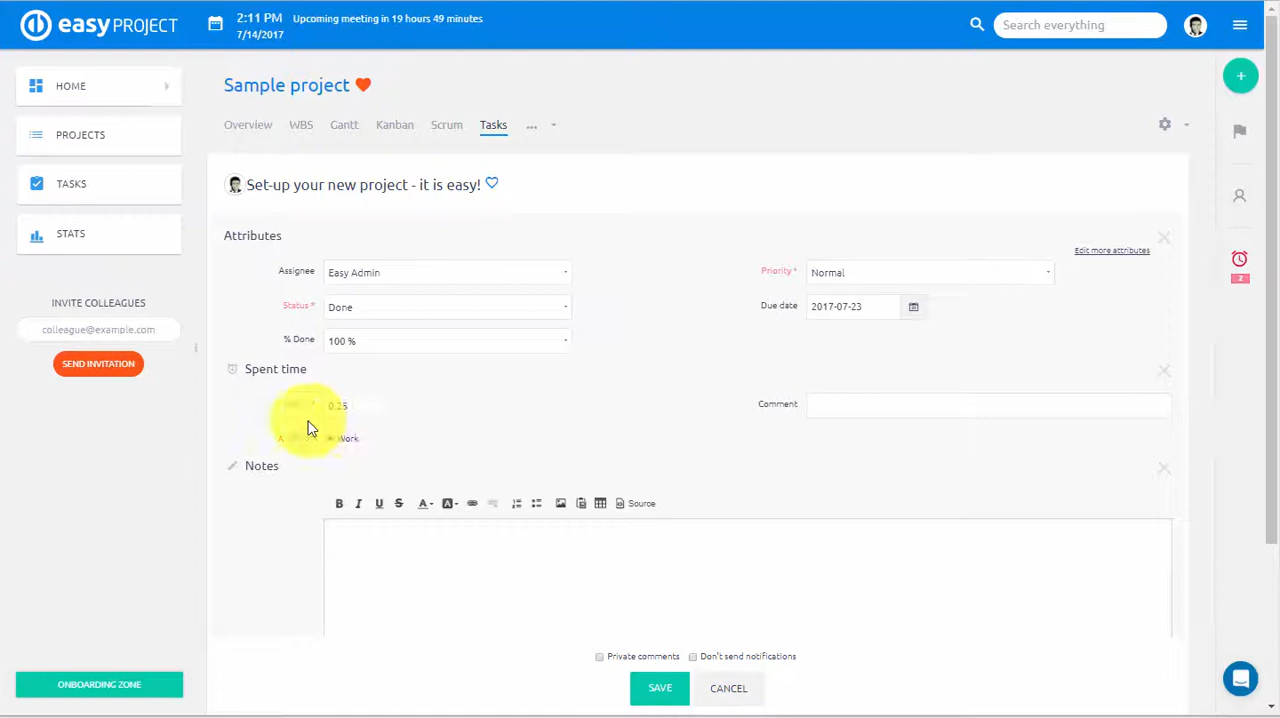 easy PROJECT
2:11 PM
7/14/2017
Upcoming meeting in 19 hours 49 minutes
Search everything
HOME
PROJECTS
TASKS
STATS
INVITE COLLEAGUES
colleague@example.com
SEND INVITATION
ONBOARDING ZONE
Sample project
Overview WBS Gantt Kanban Scrum Tasks ...
Set-up your new project - it is easy!
Attributes
Edit more attributes
Assignee Easy Admin
Priority * Normal
Status * Done
Due date 2017-07-23
% Done 100 %
Spent time
0.25
Comment
Work
Notes
B I U S A A Source
Private comments Don't send notifications
SAVE CANCEL
2